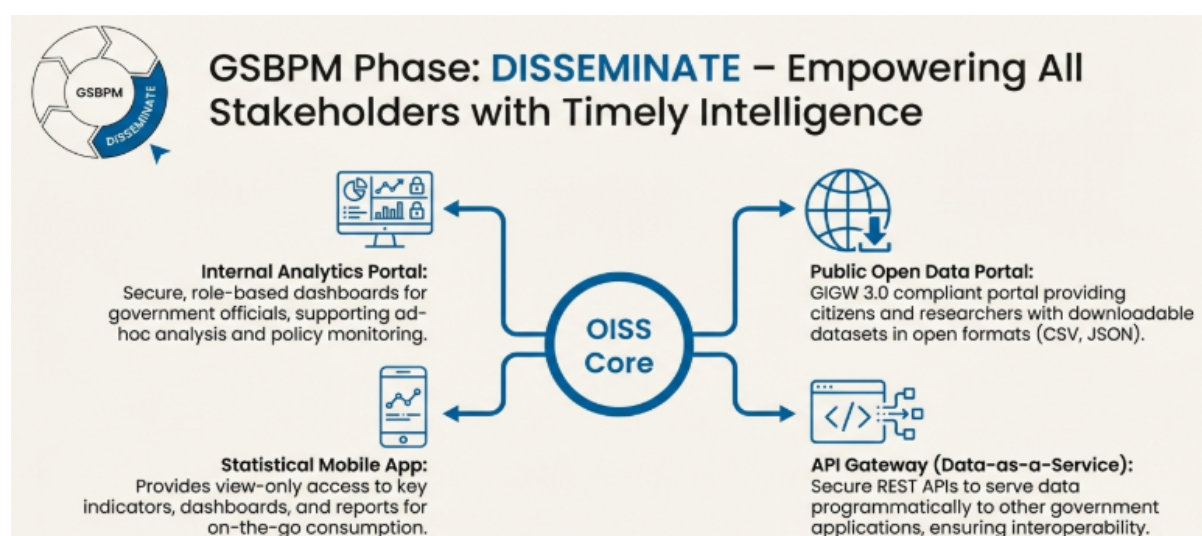 GSBPM
DISSEMINATE
GSBPM Phase: DISSEMINATE – Empowering All
Stakeholders with Timely Intelligence
Internal Analytics Portal:
Secure, role-based dashboards for
government officials, supporting ad-
hoc analysis and policy monitoring.
Public Open Data Portal:
GIGW 3.0 compliant portal providing
citizens and researchers with downloadable
datasets in open formats (CSV, JSON).
OISS
Core
Statistical Mobile App:
Provides view-only access to key
indicators, dashboards, and reports for
on-the-go consumption.
</>
API Gateway (Data-as-a-Service):
Secure REST APIs to serve data
programmatically to other government
applications, ensuring interoperability.